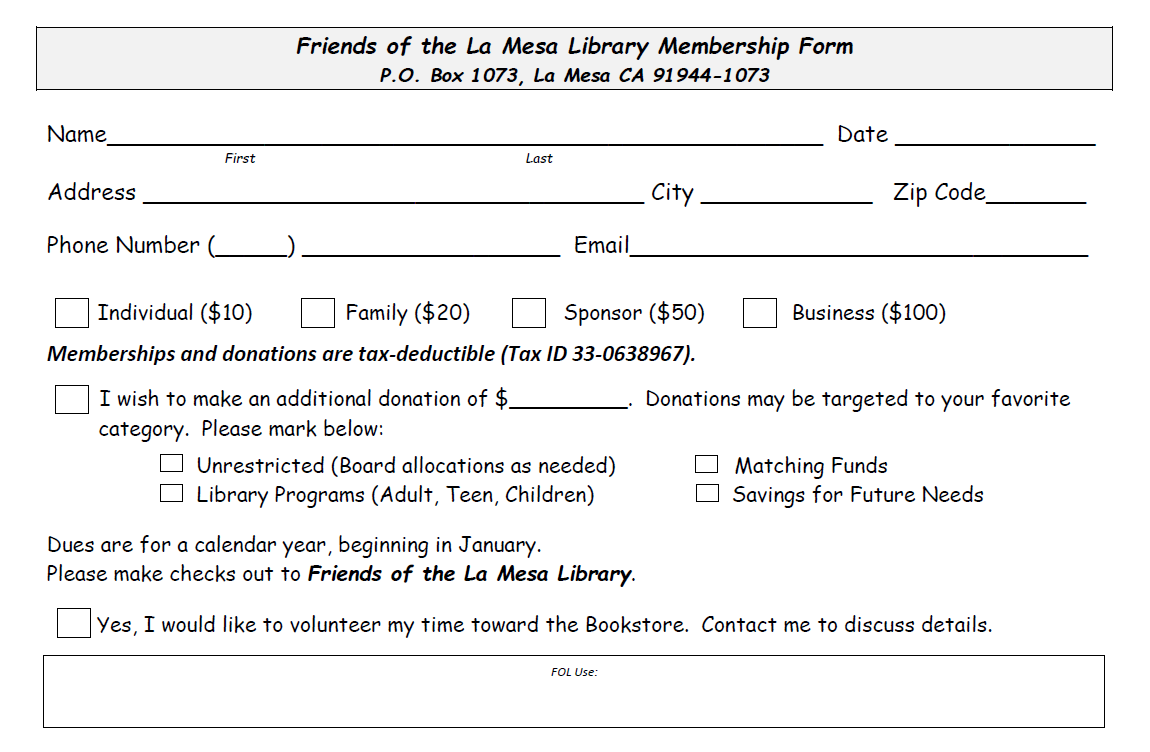 Friends of the La Mesa Library Membership Form
P.O. Box 1073, La Mesa CA 91944-1073
Name____________________ Date __________
First Last
Address ____________________ City __________ Zip Code______
Phone Number (_____) __________ Email____________________
Individual ($10) Family ($20) Sponsor ($50) Business ($100)
Memberships and donations are tax-deductible (Tax ID 33-0638967).
I wish to make an additional donation of $_________. Donations may be targeted to your favorite
category. Please mark below:
Unrestricted (Board allocations as needed) Matching Funds
Library Programs (Adult, Teen, Children) Savings for Future Needs
Dues are for a calendar year, beginning in January.
Please make checks out to Friends of the La Mesa Library.
Yes, I would like to volunteer my time toward the Bookstore. Contact me to discuss details.
FOL Use: